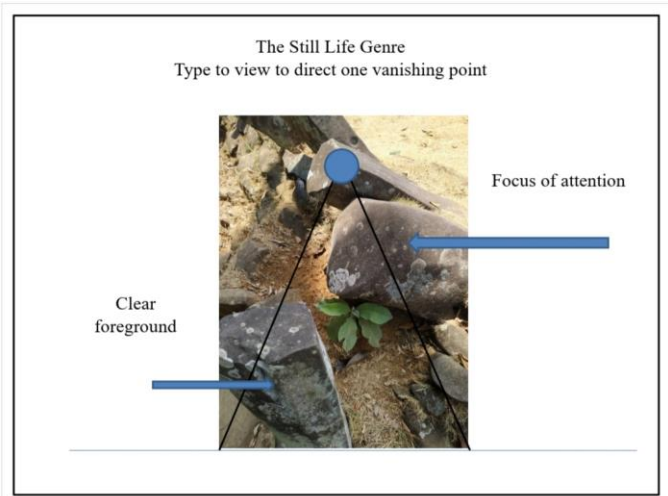 The Still Life Genre
Type to view to direct one vanishing point
Focus of attention
Clear
foreground